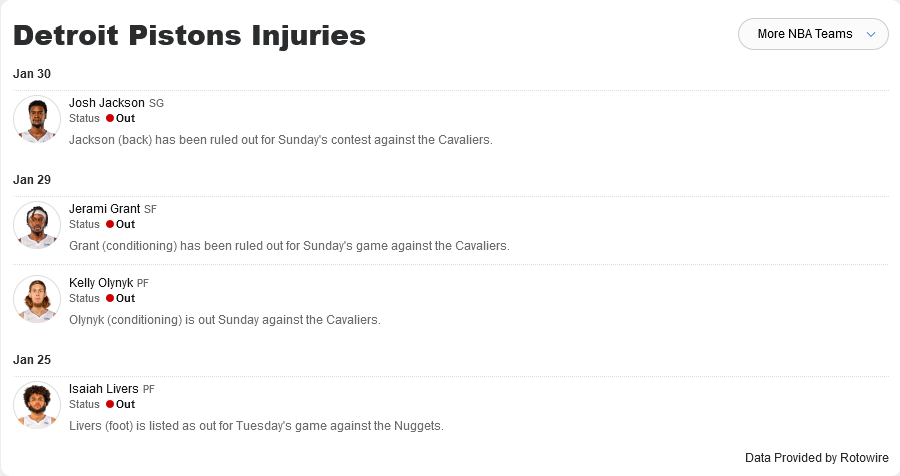 Detroit Pistons Injuries
More NBA Teams
Jan 30
Josh Jackson SG
Status Out
Jackson (back) has been ruled out for Sunday's contest against the Cavaliers.
Jan 29
Jerami Grant SF
Status Out
Grant (conditioning) has been ruled out for Sunday's game against the Cavaliers.
Kelly Olynyk PF
Status Out
Olynyk (conditioning) is out Sunday against the Cavaliers.
Jan 25
Isaiah Livers PF
Status Out
Livers (foot) is listed as out for Tuesday's game against the Nuggets.
Data Provided by Rotowire